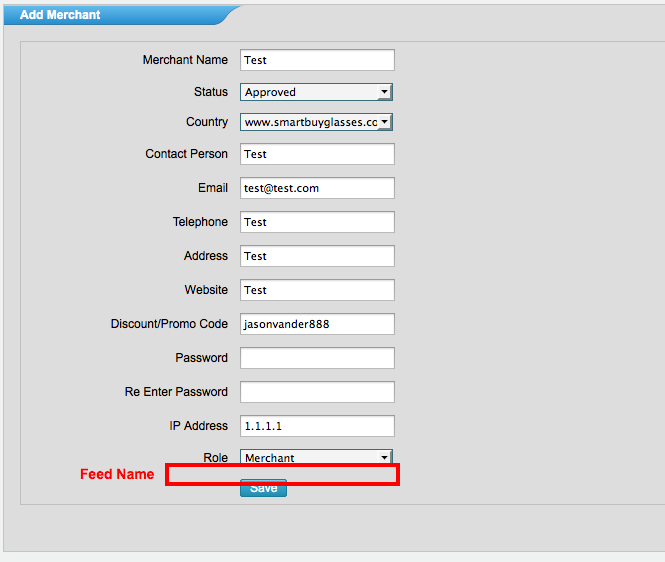 Add Merchant
Merchant Name Test
Status Approved
Country www.smartbuyglasses.co
Contact Person Test
Email test@test.com
Telephone Test
Address Test
Website Test
Discount/Promo Code jasonvander888
Password
Re Enter Password
IP Address 1.1.1.1
Role Merchant
Feed Name
Save